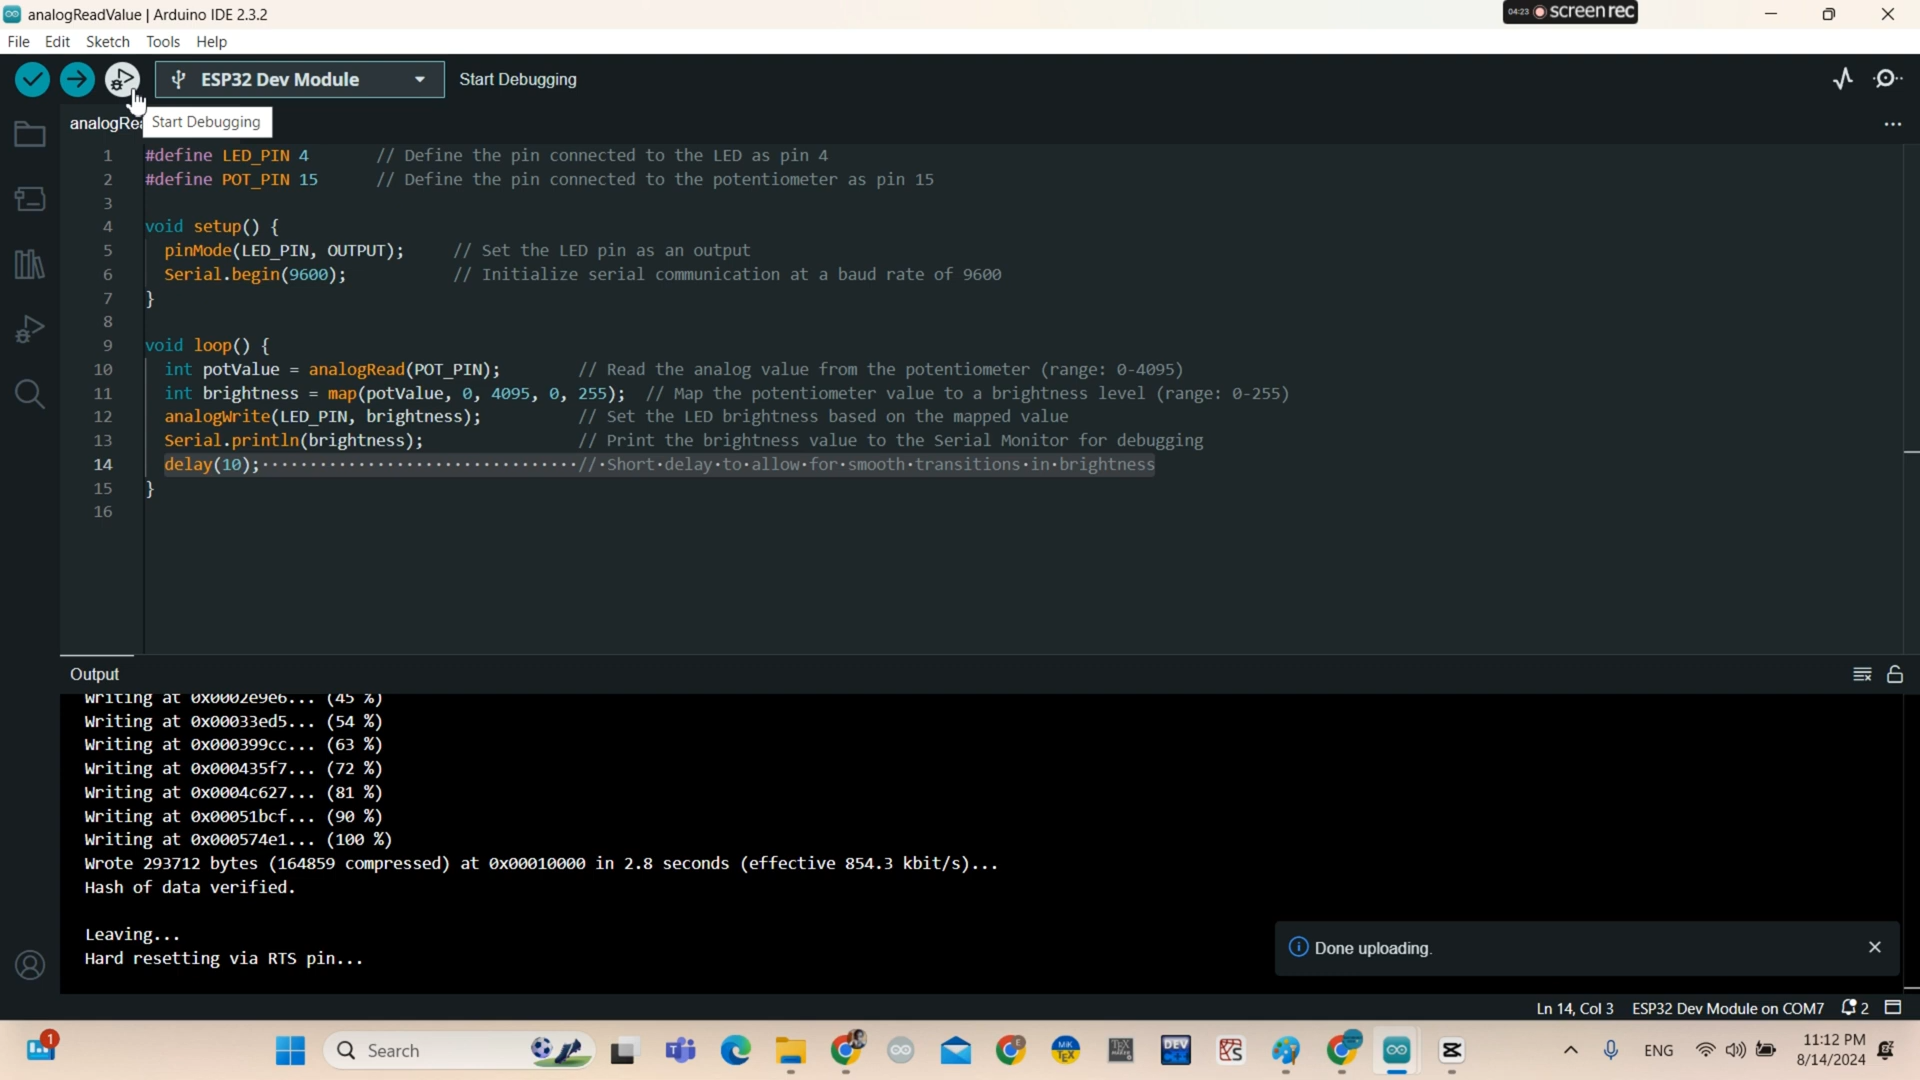 analogReadValue | Arduino IDE 2.3.2
04:23 screenrec
File Edit Sketch Tools Help
ESP32 Dev Module Start Debugging
analogRea Start Debugging
1 #define LED_PIN 4 // Define the pin connected to the LED as pin 4
2 #define POT_PIN 15 // Define the pin connected to the potentiometer as pin 15
3
4 void setup() {
5 pinMode(LED_PIN, OUTPUT); // Set the LED pin as an output
6 Serial.begin(9600); // Initialize serial communication at a baud rate of 9600
7 }
8
9 void loop() {
10 int potValue = analogRead(POT_PIN); // Read the analog value from the potentiometer (range: 0-4095)
11 int brightness = map(potValue, 0, 4095, 0, 255); // Map the potentiometer value to a brightness level (range: 0-255)
12 analogWrite(LED_PIN, brightness); // Set the LED brightness based on the mapped value
13 Serial.println(brightness); // Print the brightness value to the Serial Monitor for debugging
14 delay(10); // Short delay to allow for smooth transitions in brightness
15 }
16
Output
Writing at 0x0002e9e6... (45 %)
Writing at 0x00033ed5... (54 %)
Writing at 0x000399cc... (63 %)
Writing at 0x000435f7... (72 %)
Writing at 0x0004c627... (81 %)
Writing at 0x00051bcf... (90 %)
Writing at 0x000574e1... (100 %)
Wrote 293712 bytes (164859 compressed) at 0x00010000 in 2.8 seconds (effective 854.3 kbit/s)...
Hash of data verified.
Leaving...
Hard resetting via RTS pin...
Done uploading.
Ln 14, Col 3 ESP32 Dev Module on COM7 2
1
Search
DEV
ENG
11:12 PM
8/14/2024